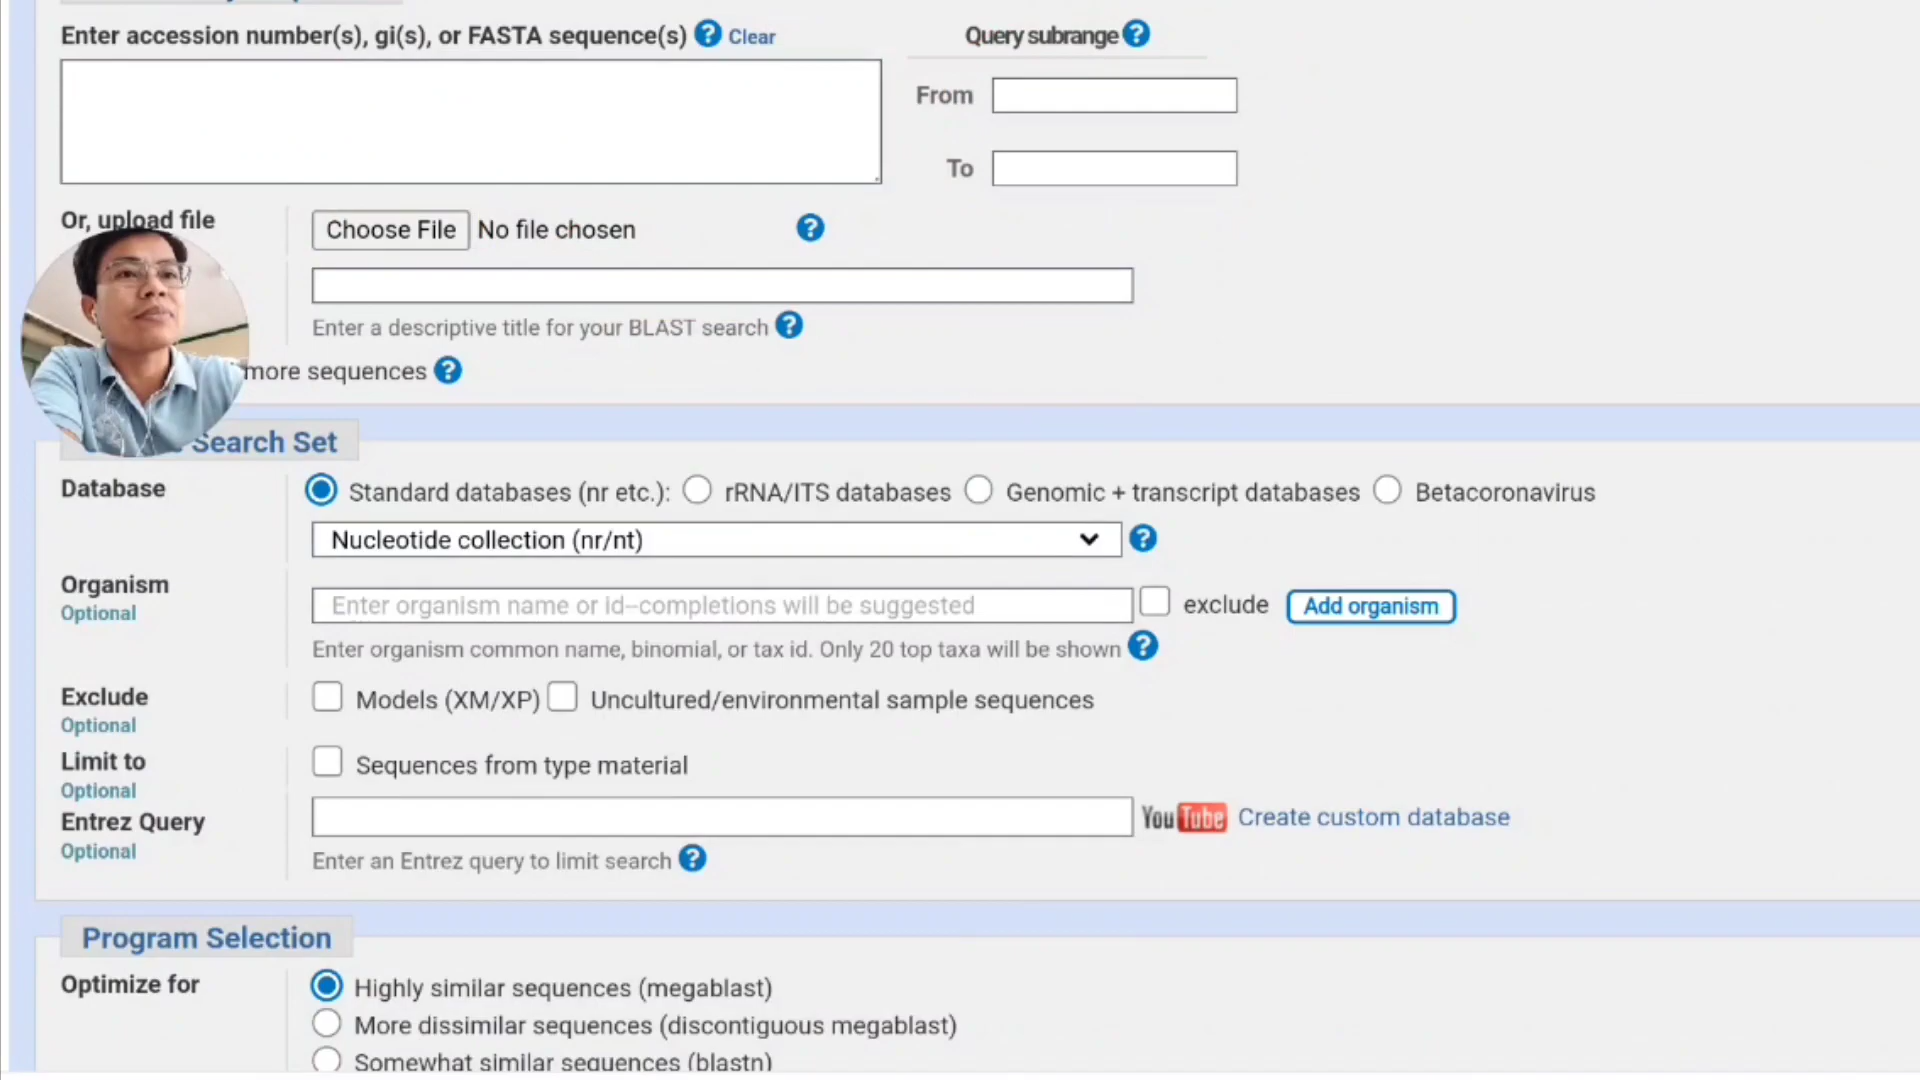 Enter accession number(s), gi(s), or FASTA sequence(s) ? Clear
Query subrange ?
From
To
Or, upload file
Choose File No file chosen ?
Enter a descriptive title for your BLAST search ?
more sequences ?
Search Set
Database
Standard databases (nr etc.): rRNA/ITS databases Genomic + transcript databases Betacoronavirus
Nucleotide collection (nr/nt) ?
Organism
Optional
Enter organism name or id--completions will be suggested
exclude Add organism
Enter organism common name, binomial, or tax id. Only 20 top taxa will be shown ?
Exclude
Optional
Models (XM/XP) Uncultured/environmental sample sequences
Limit to
Optional
Sequences from type material
Entrez Query
Optional
YouTube Create custom database
Enter an Entrez query to limit search ?
Program Selection
Optimize for
Highly similar sequences (megablast)
More dissimilar sequences (discontiguous megablast)
Somewhat similar sequences (blastn)